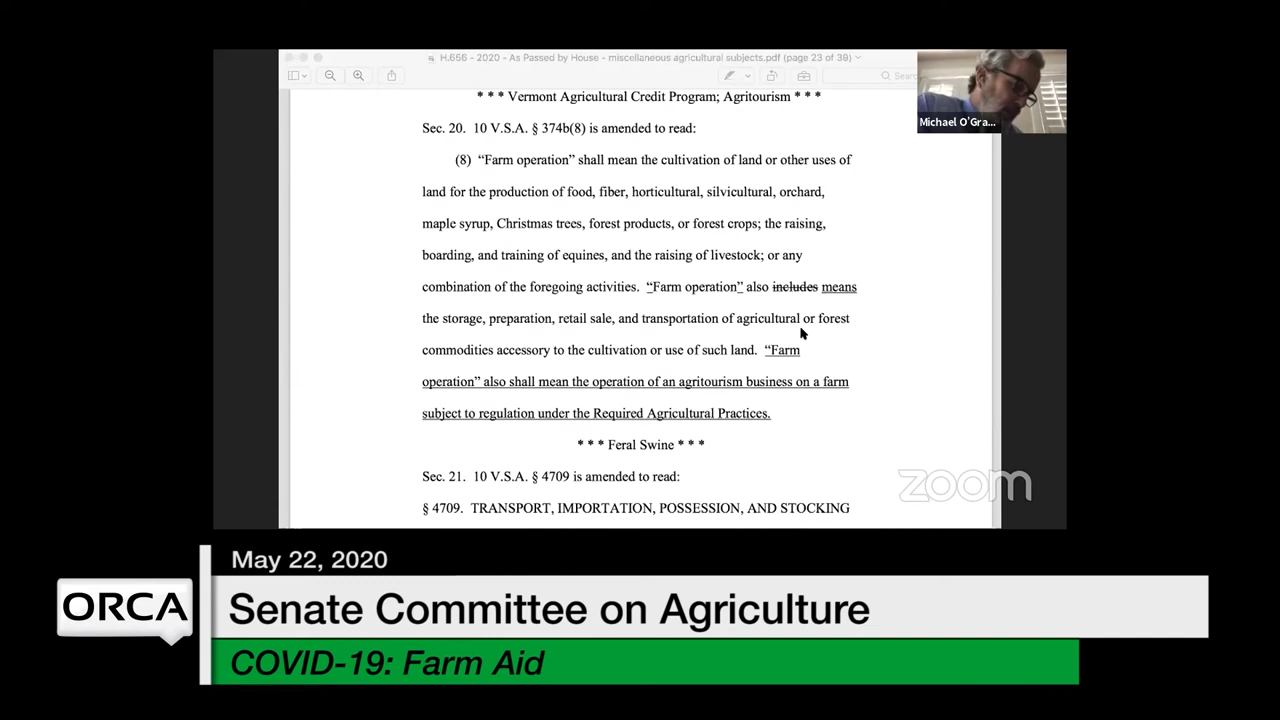 H.656 - 2020 - As Passed by House - miscellaneous agricultural subjects.pdf (page 23 of 39)
* * * Vermont Agricultural Credit Program; Agritourism * * *
Sec. 20. 10 V.S.A. § 374b(8) is amended to read:
(8) “Farm operation” shall mean the cultivation of land or other uses of
land for the production of food, fiber, horticultural, silvicultural, orchard,
maple syrup, Christmas trees, forest products, or forest crops; the raising,
boarding, and training of equines, and the raising of livestock; or any
combination of the foregoing activities. “Farm operation” also includes means
the storage, preparation, retail sale, and transportation of agricultural or forest
commodities accessory to the cultivation or use of such land. “Farm
operation” also shall mean the operation of an agritourism business on a farm
subject to regulation under the Required Agricultural Practices.
* * * Feral Swine * * *
Sec. 21. 10 V.S.A. § 4709 is amended to read:
§ 4709. TRANSPORT, IMPORTATION, POSSESSION, AND STOCKING
Michael O'Gra...
zoom
May 22, 2020
ORCA
Senate Committee on Agriculture
COVID-19: Farm Aid